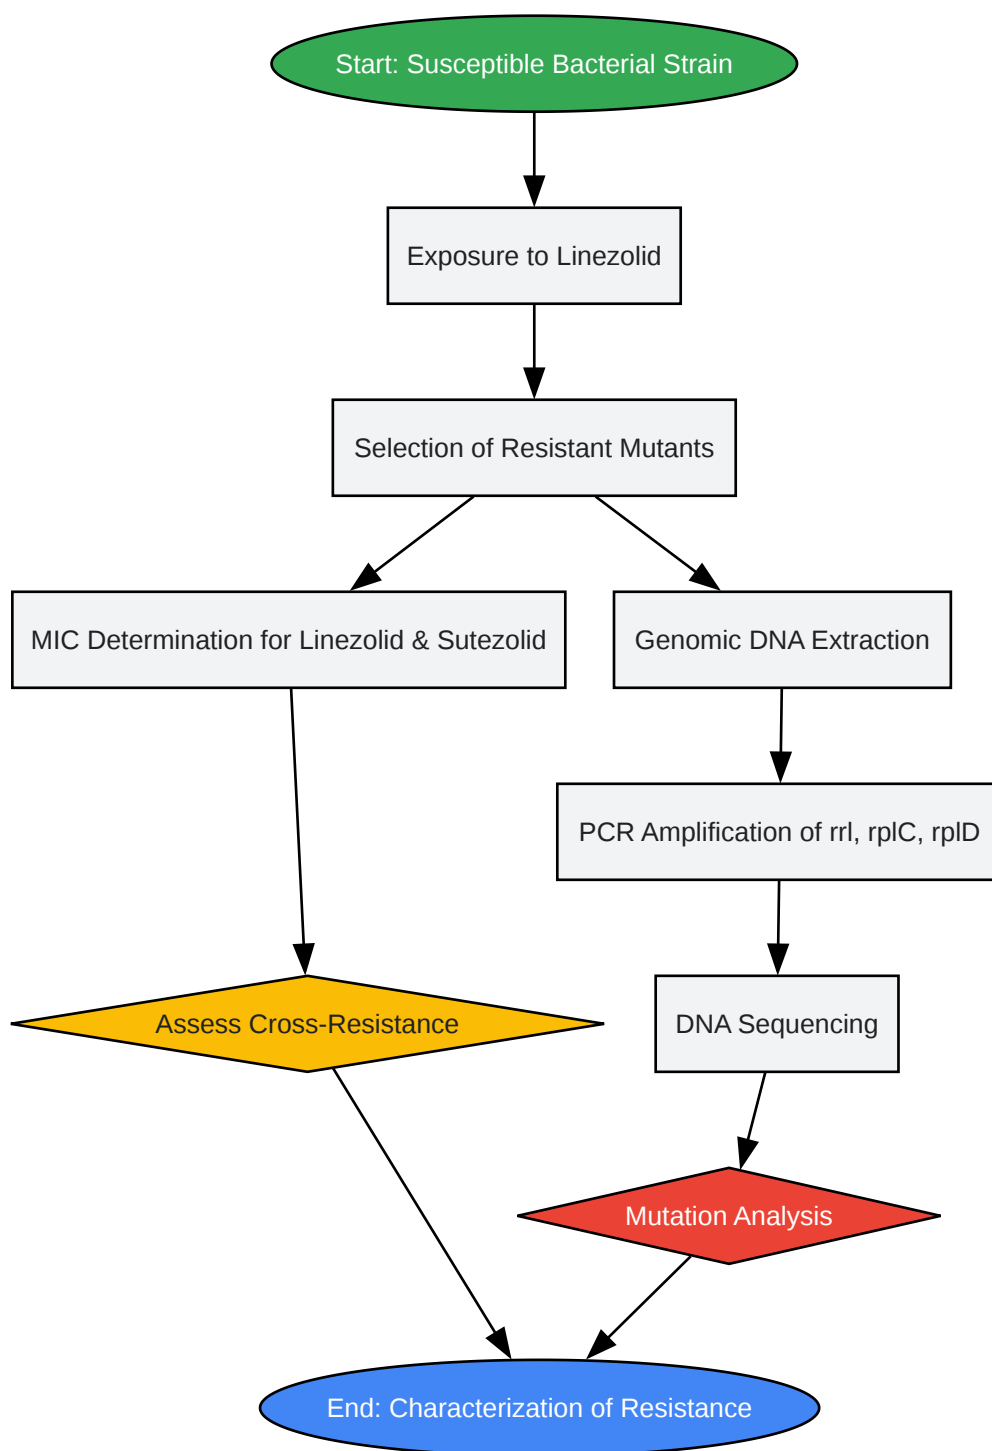 Start: Susceptible Bacterial Strain
Exposure to Linezolid
Selection of Resistant Mutants
MIC Determination for Linezolid & Sutezolid
Genomic DNA Extraction
PCR Amplification of rrl, rplC, rplD
Assess Cross-Resistance
DNA Sequencing
Mutation Analysis
End: Characterization of Resistance